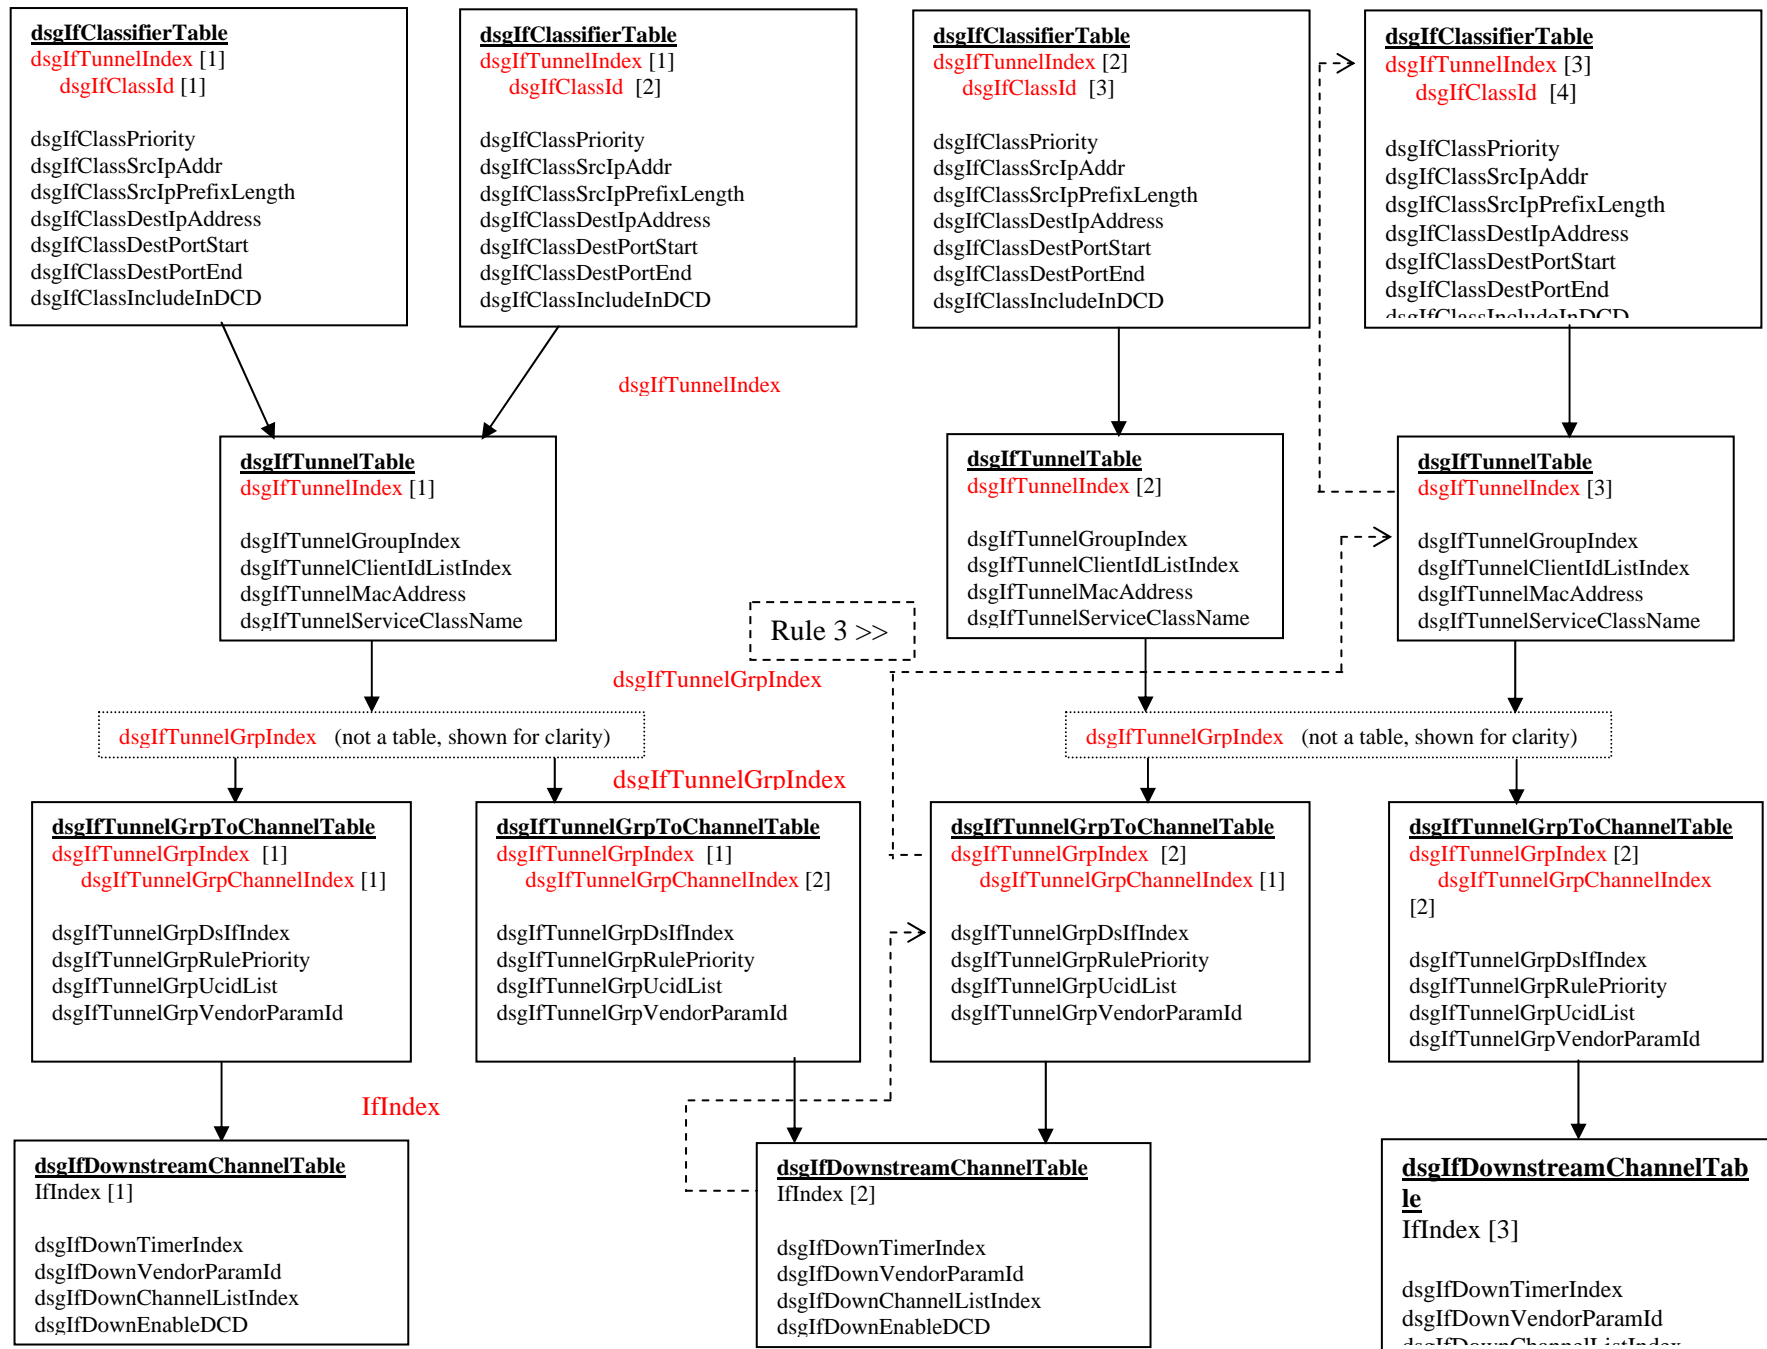 dsgIfClassifierTable
dsgIfTunnelIndex [1]
dsgIfClassId [1]
dsgIfClassPriority
dsgIfClassSrcIpAddr
dsgIfClassSrcIpPrefixLength
dsgIfClassDestIpAddress
dsgIfClassDestPortStart
dsgIfClassDestPortEnd
dsgIfClassIncludeInDCD
dsgIfClassifierTable
dsgIfTunnelIndex [1]
dsgIfClassId [2]
dsgIfClassPriority
dsgIfClassSrcIpAddr
dsgIfClassSrcIpPrefixLength
dsgIfClassDestIpAddress
dsgIfClassDestPortStart
dsgIfClassDestPortEnd
dsgIfClassIncludeInDCD
dsgIfClassifierTable
dsgIfTunnelIndex [2]
dsgIfClassId [3]
dsgIfClassPriority
dsgIfClassSrcIpAddr
dsgIfClassSrcIpPrefixLength
dsgIfClassDestIpAddress
dsgIfClassDestPortStart
dsgIfClassDestPortEnd
dsgIfClassIncludeInDCD
dsgIfClassifierTable
dsgIfTunnelIndex [3]
dsgIfClassId [4]
dsgIfClassPriority
dsgIfClassSrcIpAddr
dsgIfClassSrcIpPrefixLength
dsgIfClassDestIpAddress
dsgIfClassDestPortStart
dsgIfClassDestPortEnd
dsgIfClassIncludeInDCD
dsgIfTunnelIndex
dsgIfTunnelTable
dsgIfTunnelIndex [1]
dsgIfTunnelGroupIndex
dsgIfTunnelClientIdListIndex
dsgIfTunnelMacAddress
dsgIfTunnelServiceClassName
dsgIfTunnelTable
dsgIfTunnelIndex [2]
dsgIfTunnelGroupIndex
dsgIfTunnelClientIdListIndex
dsgIfTunnelMacAddress
dsgIfTunnelServiceClassName
dsgIfTunnelTable
dsgIfTunnelIndex [3]
dsgIfTunnelGroupIndex
dsgIfTunnelClientIdListIndex
dsgIfTunnelMacAddress
dsgIfTunnelServiceClassName
Rule 3 >>
dsgIfTunnelGrpIndex
dsgIfTunnelGrpIndex (not a table, shown for clarity)
dsgIfTunnelGrpIndex (not a table, shown for clarity)
dsgIfTunnelGrpIndex
dsgIfTunnelGrpToChannelTable
dsgIfTunnelGrpIndex [1]
dsgIfTunnelGrpChannelIndex [1]
dsgIfTunnelGrpDsIfIndex
dsgIfTunnelGrpRulePriority
dsgIfTunnelGrpUcidList
dsgIfTunnelGrpVendorParamId
dsgIfTunnelGrpToChannelTable
dsgIfTunnelGrpIndex [1]
dsgIfTunnelGrpChannelIndex [2]
dsgIfTunnelGrpDsIfIndex
dsgIfTunnelGrpRulePriority
dsgIfTunnelGrpUcidList
dsgIfTunnelGrpVendorParamId
dsgIfTunnelGrpToChannelTable
dsgIfTunnelGrpIndex [2]
dsgIfTunnelGrpChannelIndex [1]
dsgIfTunnelGrpDsIfIndex
dsgIfTunnelGrpRulePriority
dsgIfTunnelGrpUcidList
dsgIfTunnelGrpVendorParamId
dsgIfTunnelGrpToChannelTable
dsgIfTunnelGrpIndex [2]
dsgIfTunnelGrpChannelIndex
[2]
dsgIfTunnelGrpDsIfIndex
dsgIfTunnelGrpRulePriority
dsgIfTunnelGrpUcidList
dsgIfTunnelGrpVendorParamId
IfIndex
dsgIfDownstreamChannelTable
IfIndex [1]
dsgIfDownTimerIndex
dsgIfDownVendorParamId
dsgIfDownChannelListIndex
dsgIfDownEnableDCD
dsgIfDownstreamChannelTable
IfIndex [2]
dsgIfDownTimerIndex
dsgIfDownVendorParamId
dsgIfDownChannelListIndex
dsgIfDownEnableDCD
dsgIfDownstreamChannelTab
le
IfIndex [3]
dsgIfDownTimerIndex
dsgIfDownVendorParamId
dsgIfDownChannelListIndex